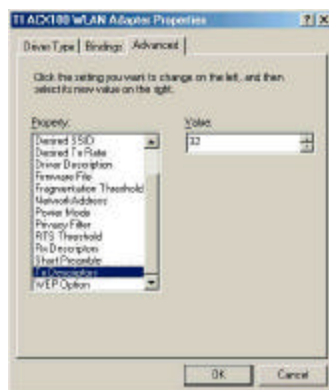 TI ACX100 WLAN Adapter Properties
Driver Type Bindings Advanced
Click the setting you want to change on the left, and then
select its new value on the right.
Property:
Value:
Desired SSID
Desired Tx Rate
Driver Description
Firmware File
Fragmentation Threshold
Network Address
Power Mode
Privacy Filter
RTS Threshold
Rx Descriptors
Short Preamble
Tx Descriptors
WEP Option
32
OK
Cancel